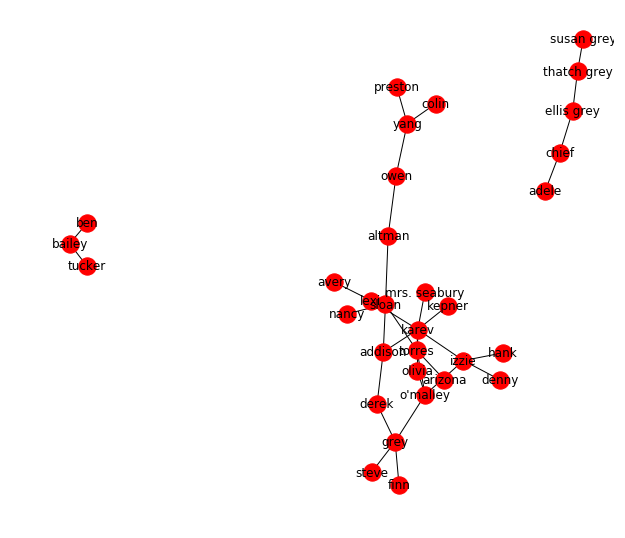 susan grey
thatch grey
preston
colin
ellis grey
yang
chief
owen
adele
ben
altman
bailey
tucker
avery
mrs. seabury
lexi
sloan
kepner
nancy
karev
addison
torres
hank
izzie
olivia
arizona
denny
o'malley
derek
grey
steve
finn